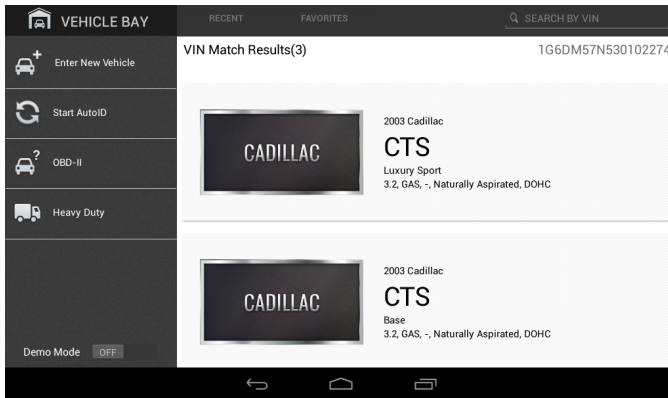 VEHICLE BAY
RECENT
FAVORITES
SEARCH BY VIN
Enter New Vehicle
Start AutoID
OBD-II
Heavy Duty
Demo Mode OFF
VIN Match Results(3)
1G6DM57N530102274
CADILLAC
2003 Cadillac
CTS
Luxury Sport
3.2, GAS, -, Naturally Aspirated, DOHC
CADILLAC
2003 Cadillac
CTS
Base
3.2, GAS, -, Naturally Aspirated, DOHC